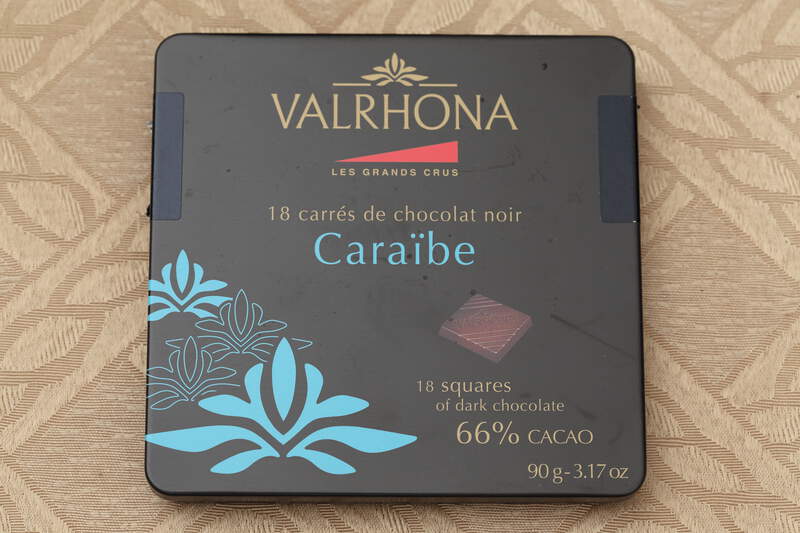 VALRHONA
LES GRANDS CRUS
18 carrés de chocolat noir
Caraïbe
18 squares
of dark chocolate
66% CACAO
90 g - 3.17 oz